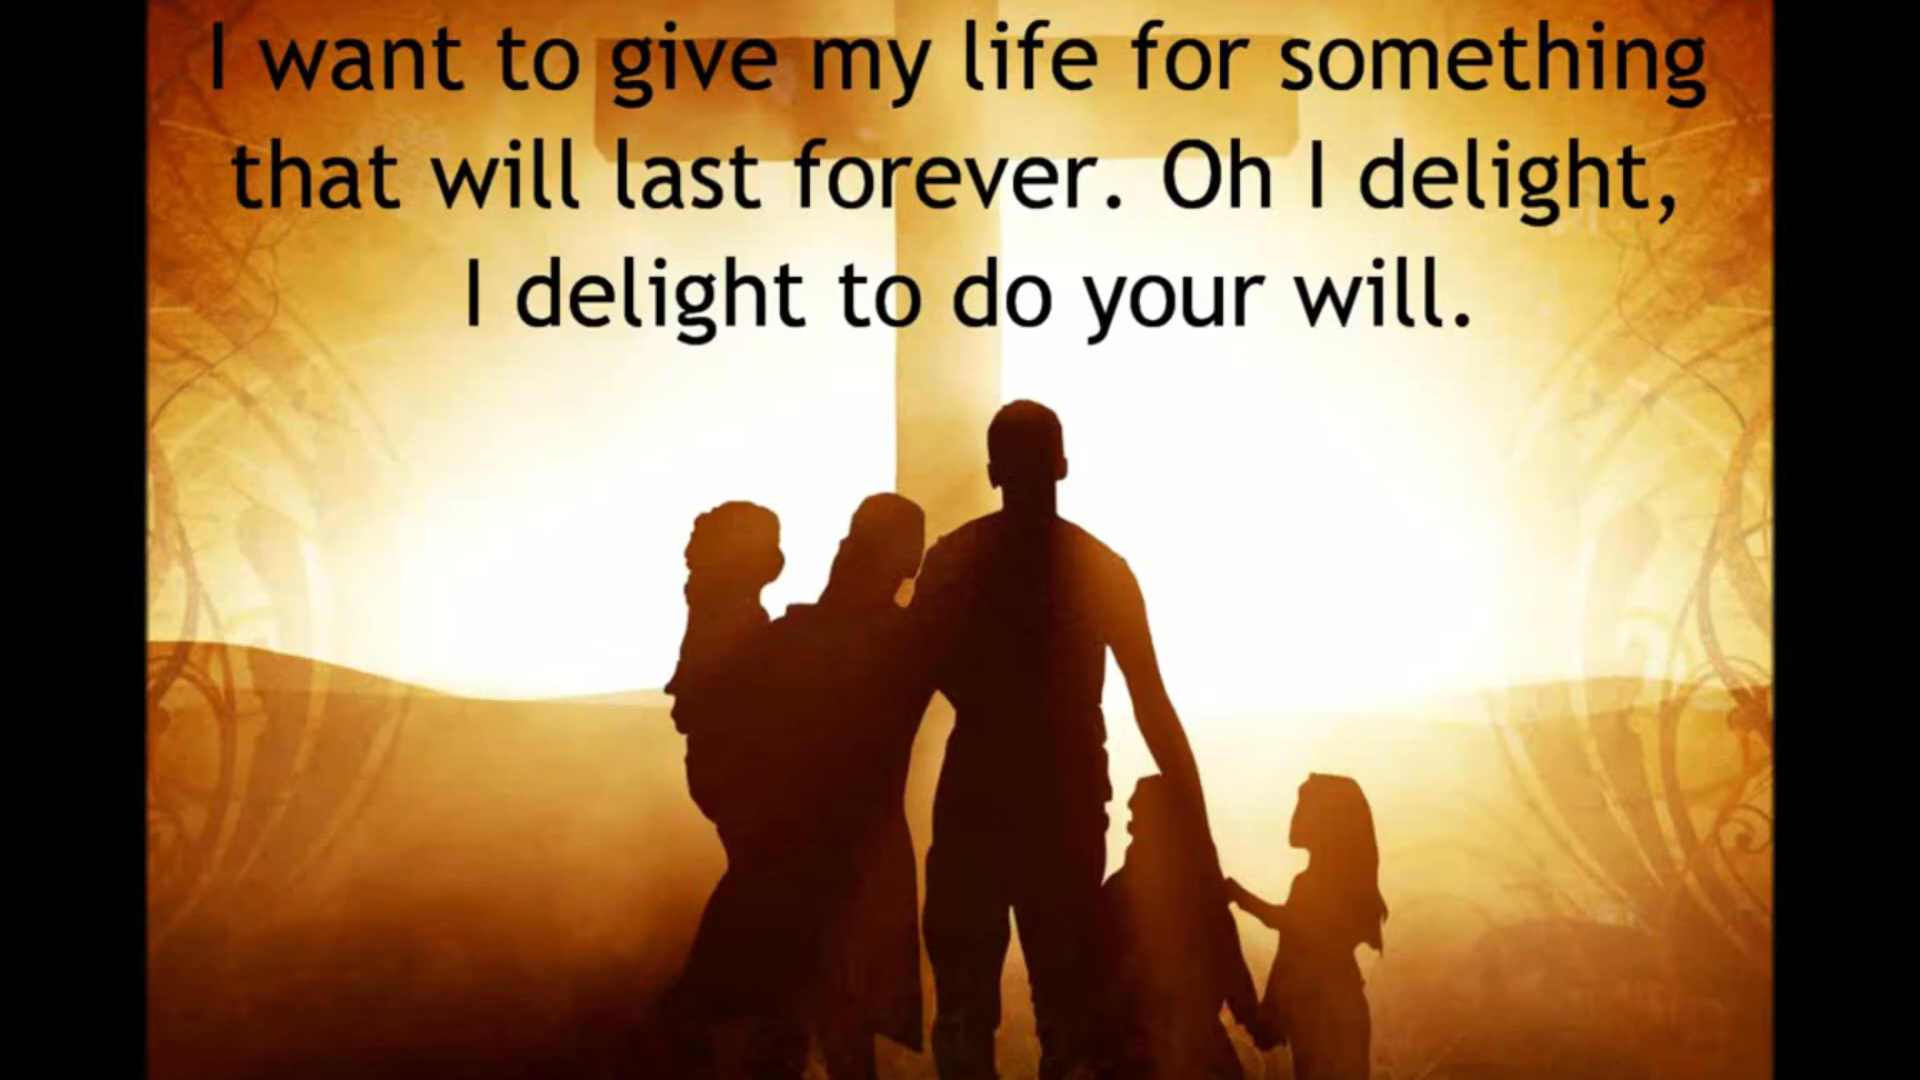 I want to give my life for something
that will last forever. Oh I delight,
I delight to do your will.